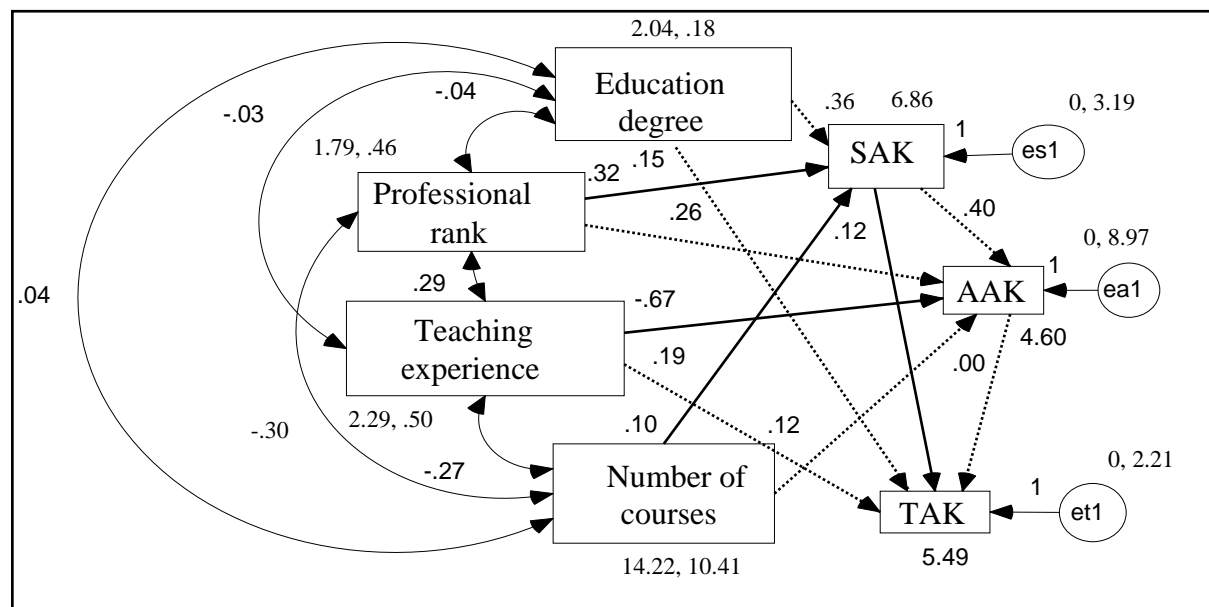 2.04, .18
Education
degree
-.03
-.04
.36
6.86
0, 3.19
1
es1
SAK
1.79, .46
.32
.15
Professional
rank
.26
.12
.40
0, 8.97
1
ea1
AAK
4.60
.04
.29
-.67
Teaching
experience
.19
.00
2.29, .50
-.30
-.27
.10
.12
Number of
courses
0, 2.21
1
et1
TAK
5.49
14.22, 10.41